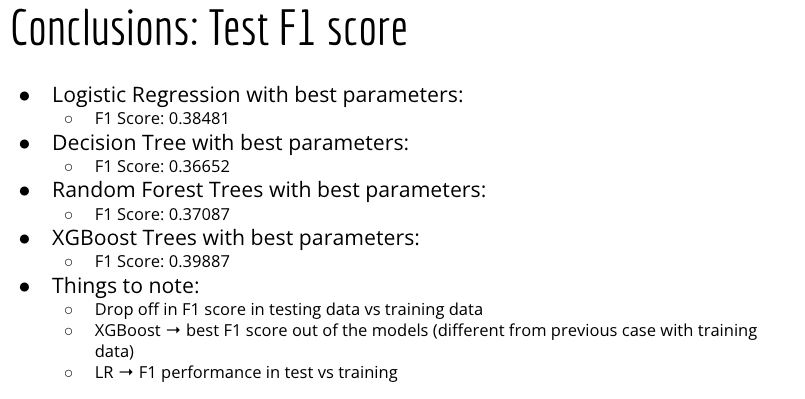 Conclusions: Test F1 score
● Logistic Regression with best parameters:
○ F1 Score: 0.38481
● Decision Tree with best parameters:
○ F1 Score: 0.36652
● Random Forest Trees with best parameters:
○ F1 Score: 0.37087
● XGBoost Trees with best parameters:
○ F1 Score: 0.39887
● Things to note:
○ Drop off in F1 score in testing data vs training data
○ XGBoost → best F1 score out of the models (different from previous case with training
data)
○ LR → F1 performance in test vs training